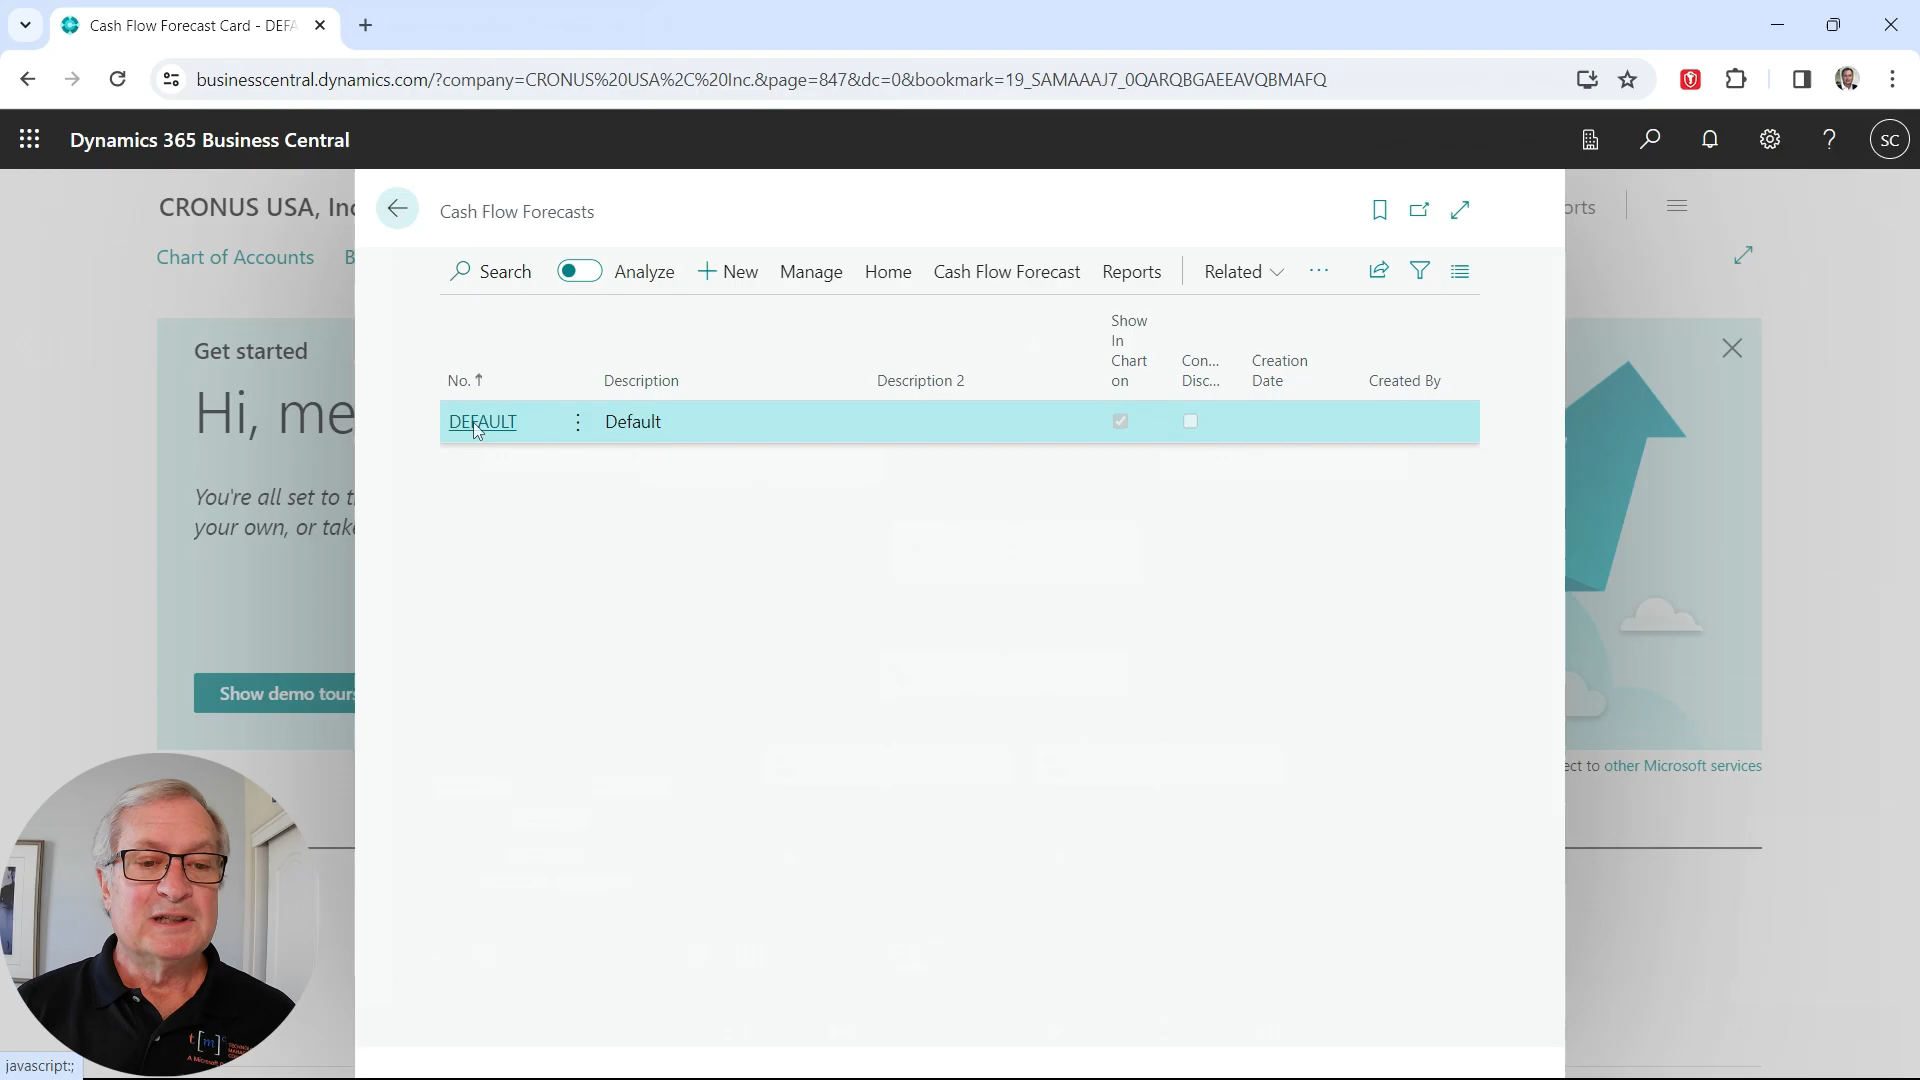 Cash Flow Forecast Card - DEFA
businesscentral.dynamics.com/?company=CRONUS%20USA%2C%20Inc.&page=847&dc=0&bookmark=19_SAMAAAJ7_0QARQBGAEEAVQBMAFQ
Dynamics 365 Business Central
SC
CRONUS USA, Inc
Cash Flow Forecasts
orts
Chart of Accounts B
Search Analyze New Manage Home Cash Flow Forecast Reports Related
Show
In
Chart
on
Con...
Disc...
Creation
Date
No. ↑ Description Description 2 Created By
DEFAULT Default
Get started
Hi, me
You're all set to t
your own, or take
Show demo tours
ect to other Microsoft services
t[m]c
javascript:;